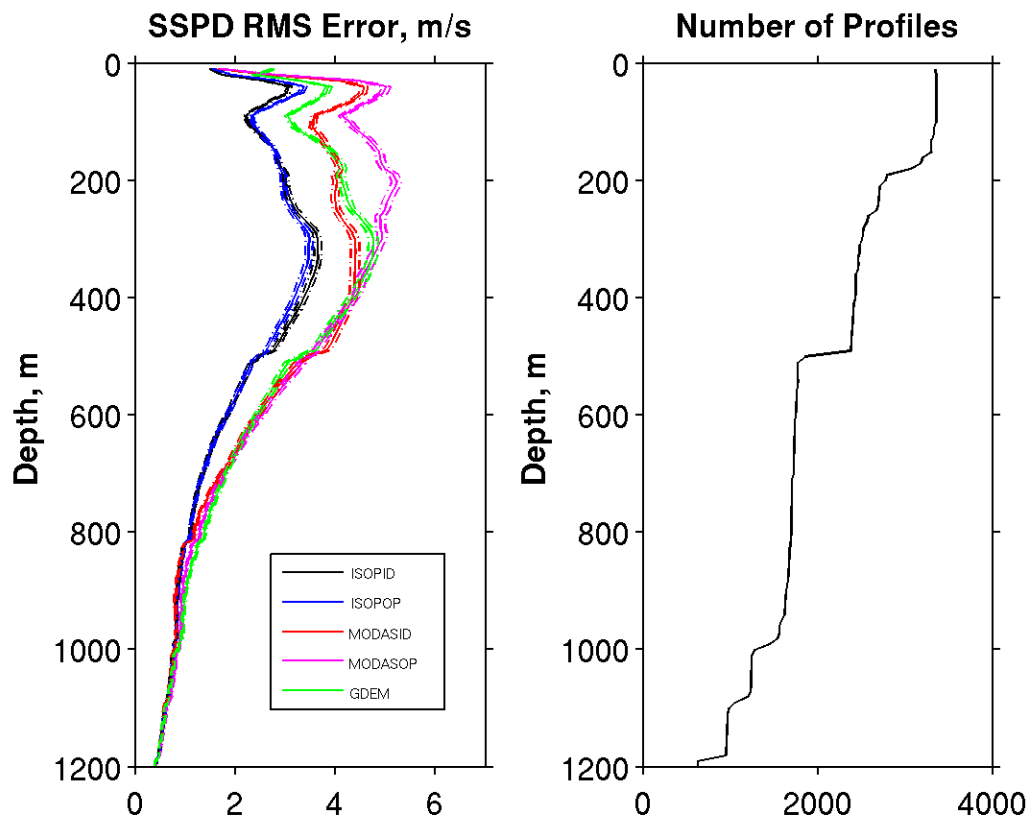 SSPD RMS Error, m/s
0
200
400
600
800
1000
1200
Depth, m
0
2
4
6
ISOPID
ISOPOP
MODASID
MODASOP
GDEM
Number of Profiles
0
200
400
600
800
1000
1200
Depth, m
0
2000
4000